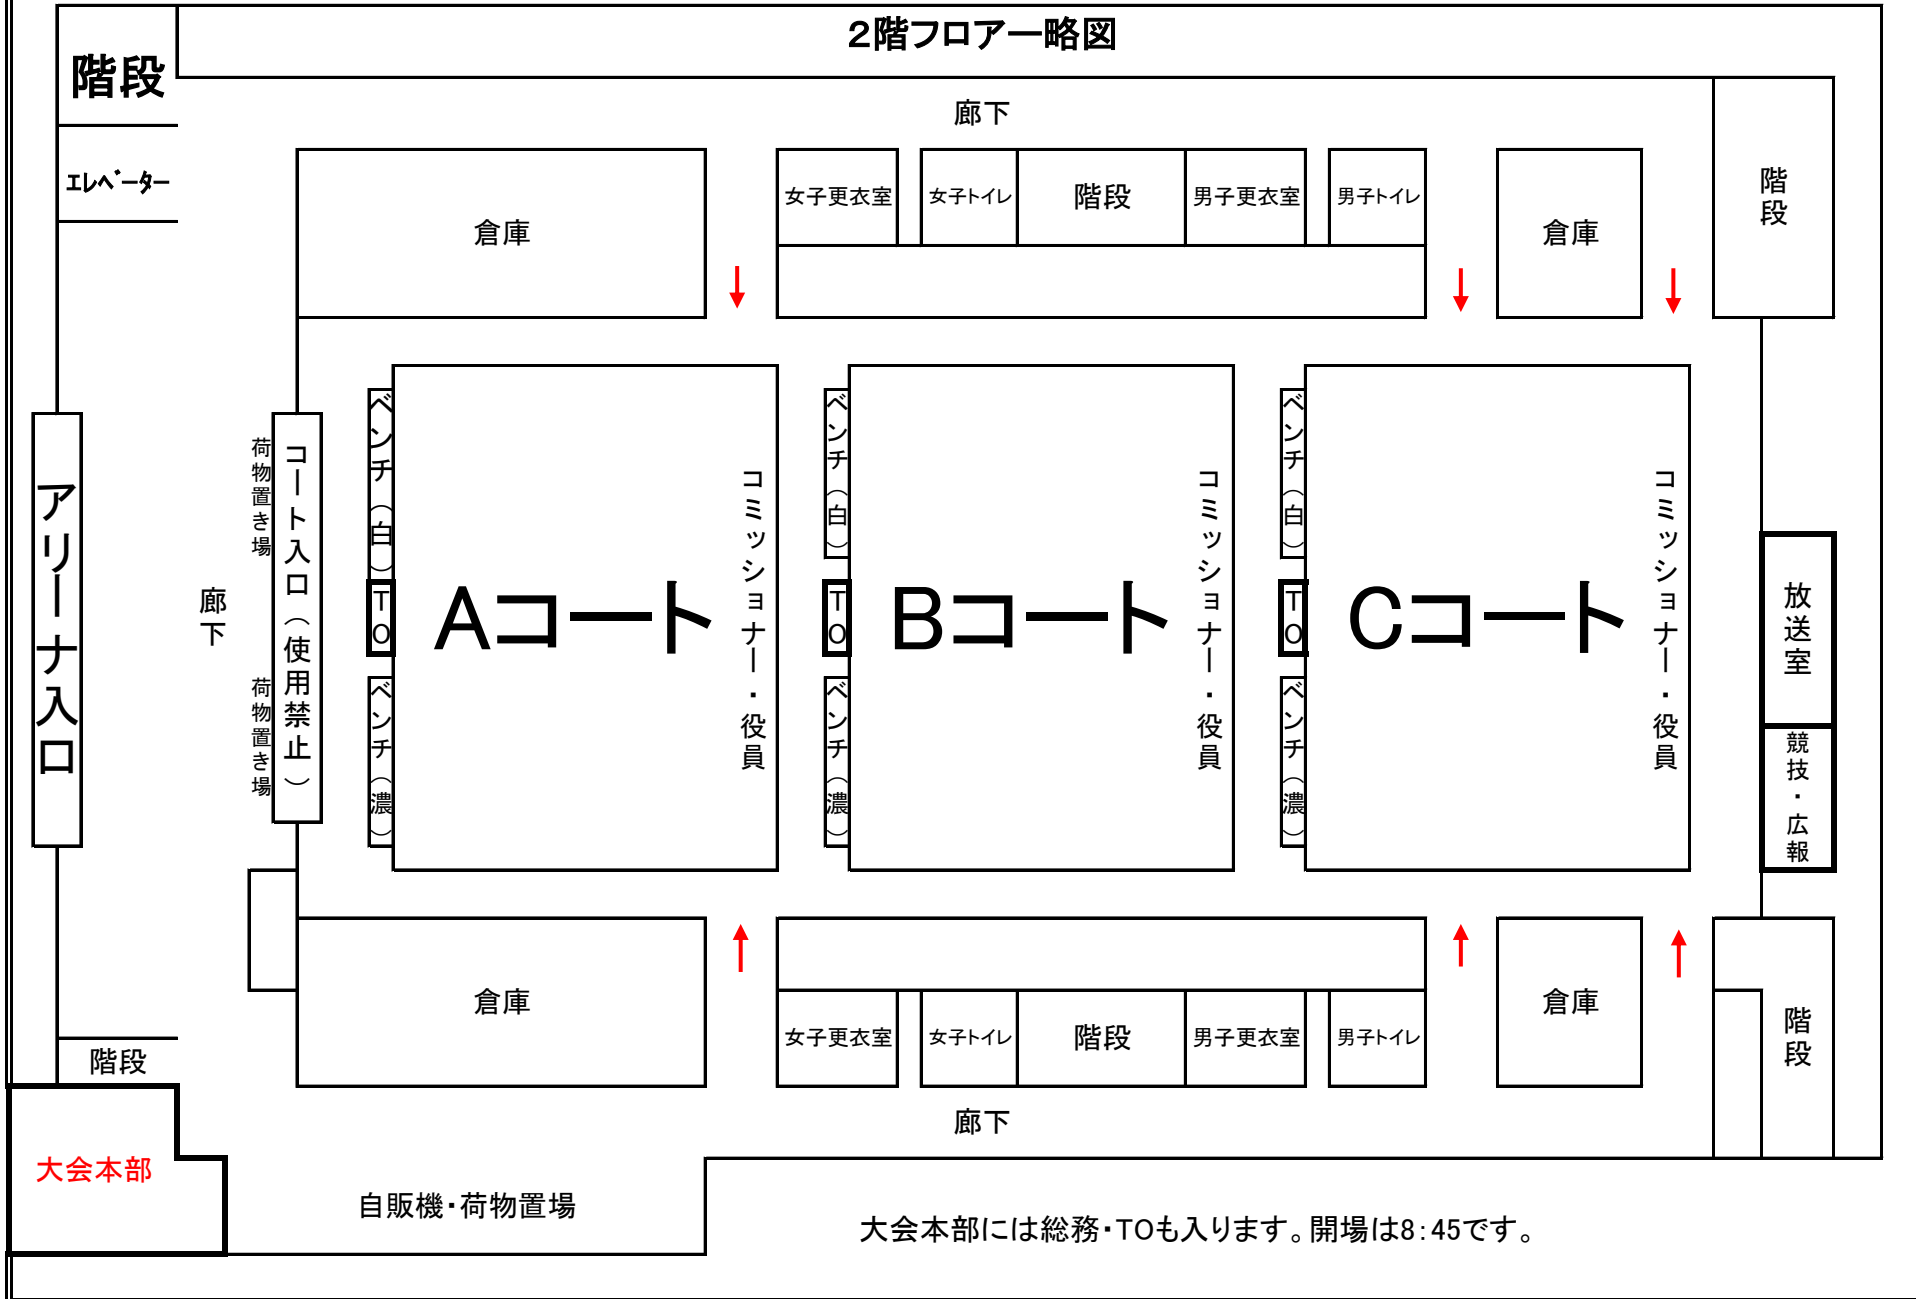 2階フロアー略図
階段
廊下
エレベーター
倉庫
女子更衣室
女子トイレ
階段
男子更衣室
男子トイレ
倉庫
階段
アリーナ入口
廊下
荷物置き場
荷物置き場
コート入口（使用禁止）
ベンチ（白）
TO
ベンチ（濃）
Aコート
コミッショナー・役員
ベンチ（白）
TO
ベンチ（濃）
Bコート
コミッショナー・役員
ベンチ（白）
TO
ベンチ（濃）
Cコート
コミッショナー・役員
放送室
競技・広報
倉庫
女子更衣室
女子トイレ
階段
男子更衣室
男子トイレ
倉庫
階段
階段
廊下
大会本部
自販機・荷物置場
大会本部には総務・TOも入ります。開場は8:45です。